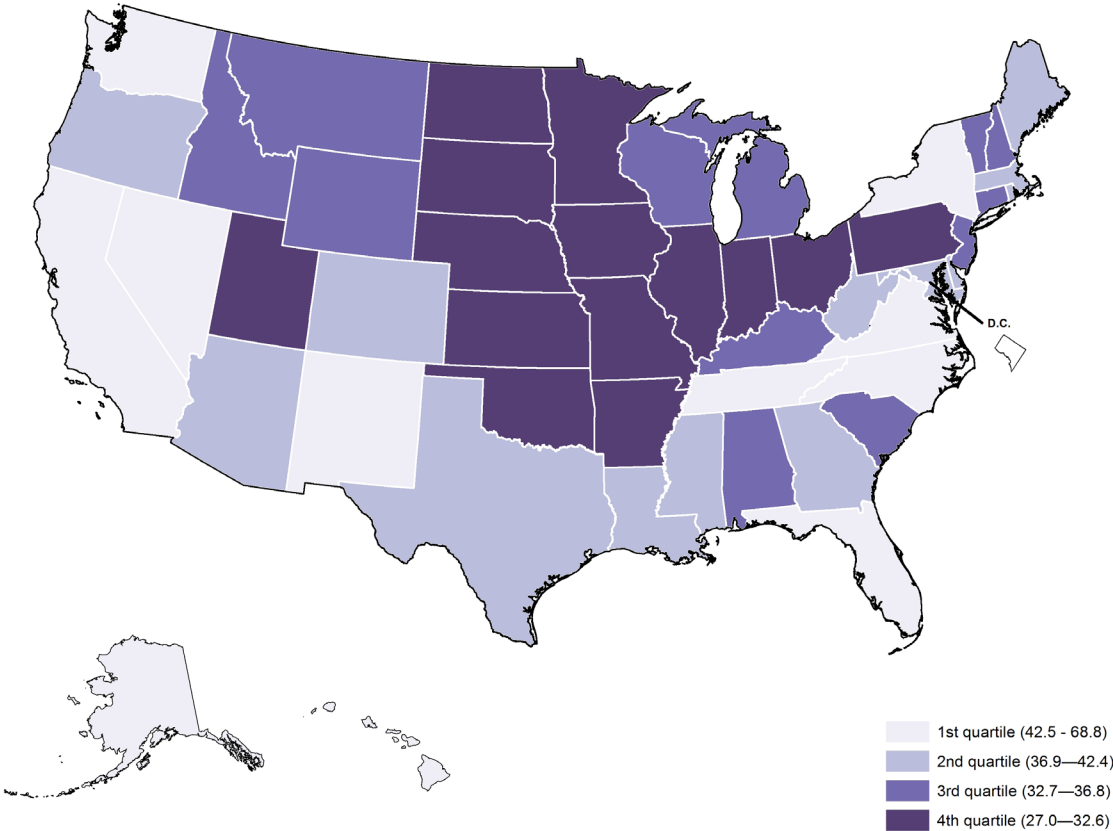 D.C.
1st quartile (42.5 - 68.8)
2nd quartile (36.9—42.4)
3rd quartile (32.7—36.8)
4th quartile (27.0—32.6)